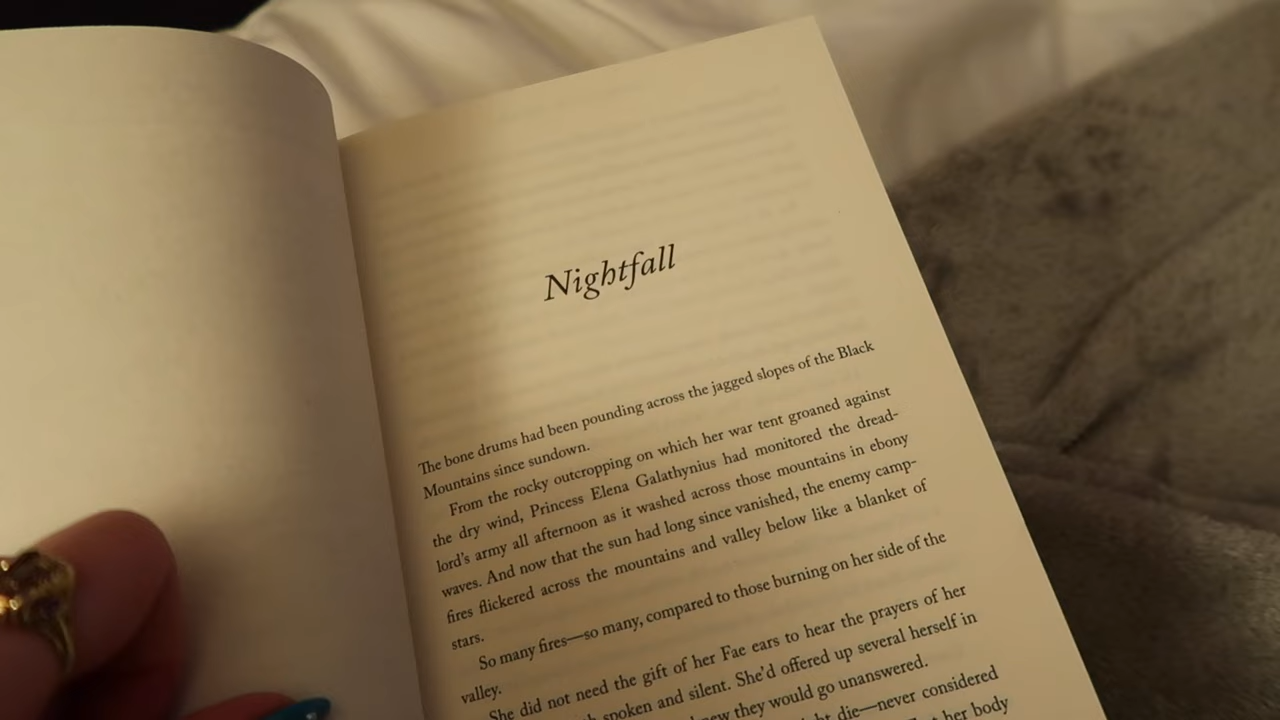 Nightfall
The bone drums had been pounding across the jagged slopes of the Black
Mountains since sundown.
From the rocky outcropping on which her war tent groaned against
the dry wind, Princess Elena Galathynius had monitored the dread-
lord's army all afternoon as it washed across those mountains in ebony
waves. And now that the sun had long since vanished, the enemy camp-
fires flickered across the mountains and valley below like a blanket of
stars.
So many fires—so many, compared to those burning on her side of the
valley.
She did not need the gift of her Fae ears to hear the prayers of her
spoken and silent. She'd offered up several herself in
they would go unanswered.
die—never considered
her body